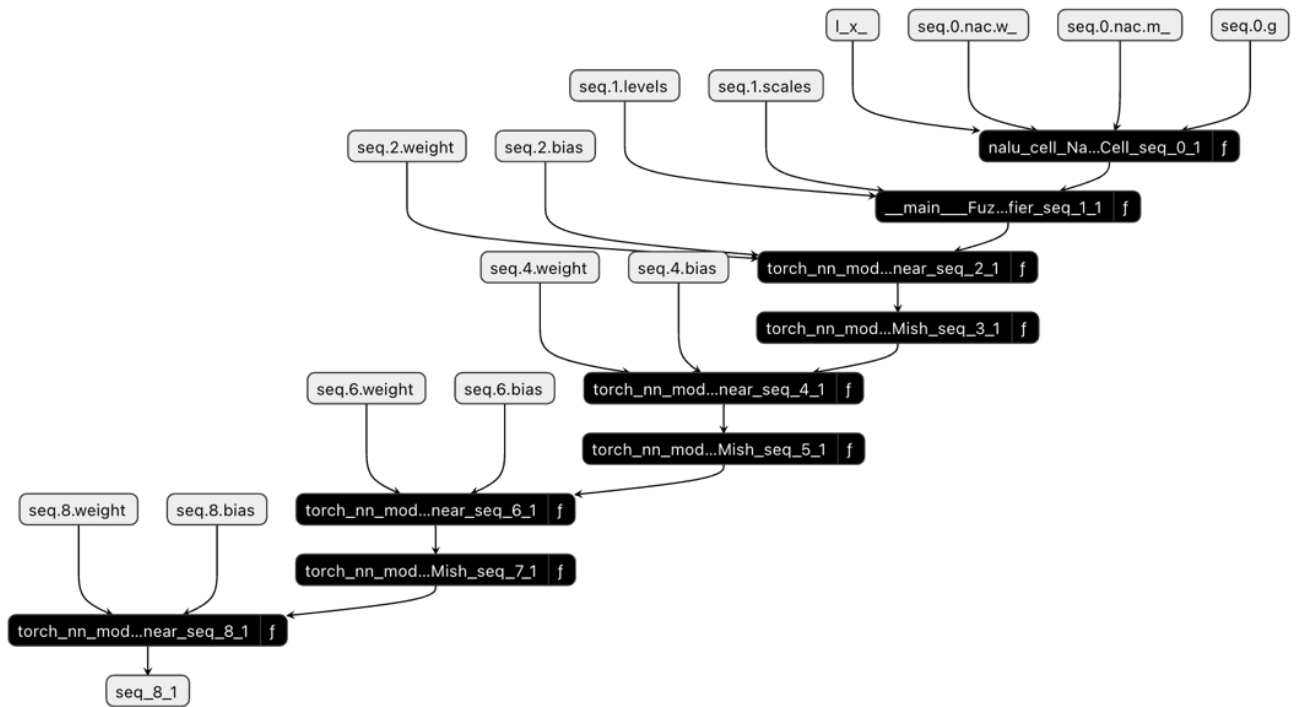 l_x_
seq.0.nac.w_
seq.0.nac.m_
seq.0.g
seq.1.levels
seq.1.scales
seq.2.weight
seq.2.bias
nalu_cell_Na...Cell_seq_0_1 ƒ
__main___Fuz...fier_seq_1_1 ƒ
seq.4.weight
seq.4.bias
torch_nn_mod...near_seq_2_1 ƒ
torch_nn_mod...Mish_seq_3_1 ƒ
seq.6.weight
seq.6.bias
torch_nn_mod...near_seq_4_1 ƒ
torch_nn_mod...Mish_seq_5_1 ƒ
seq.8.weight
seq.8.bias
torch_nn_mod...near_seq_6_1 ƒ
torch_nn_mod...Mish_seq_7_1 ƒ
torch_nn_mod...near_seq_8_1 ƒ
seq_8_1